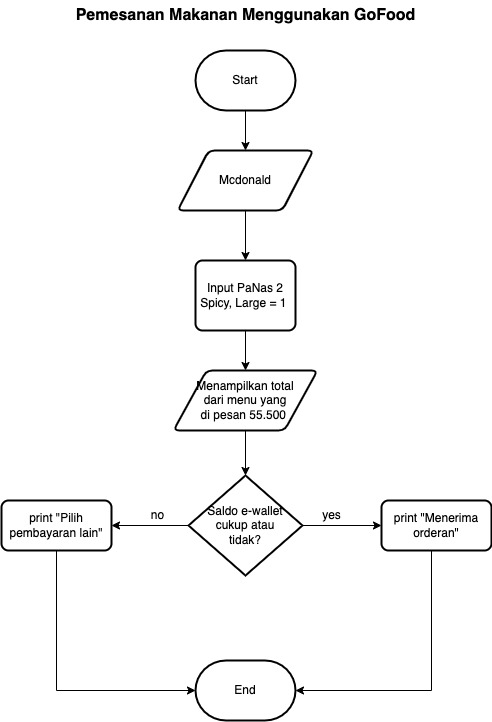 Pemesanan Makanan Menggunakan GoFood
Start
Mcdonald
Input PaNas 2
Spicy, Large = 1
Menampilkan total
dari menu yang
di pesan 55.500
Saldo e-wallet
cukup atau
tidak?
no
yes
print "Pilih
pembayaran lain"
print "Menerima
orderan"
End